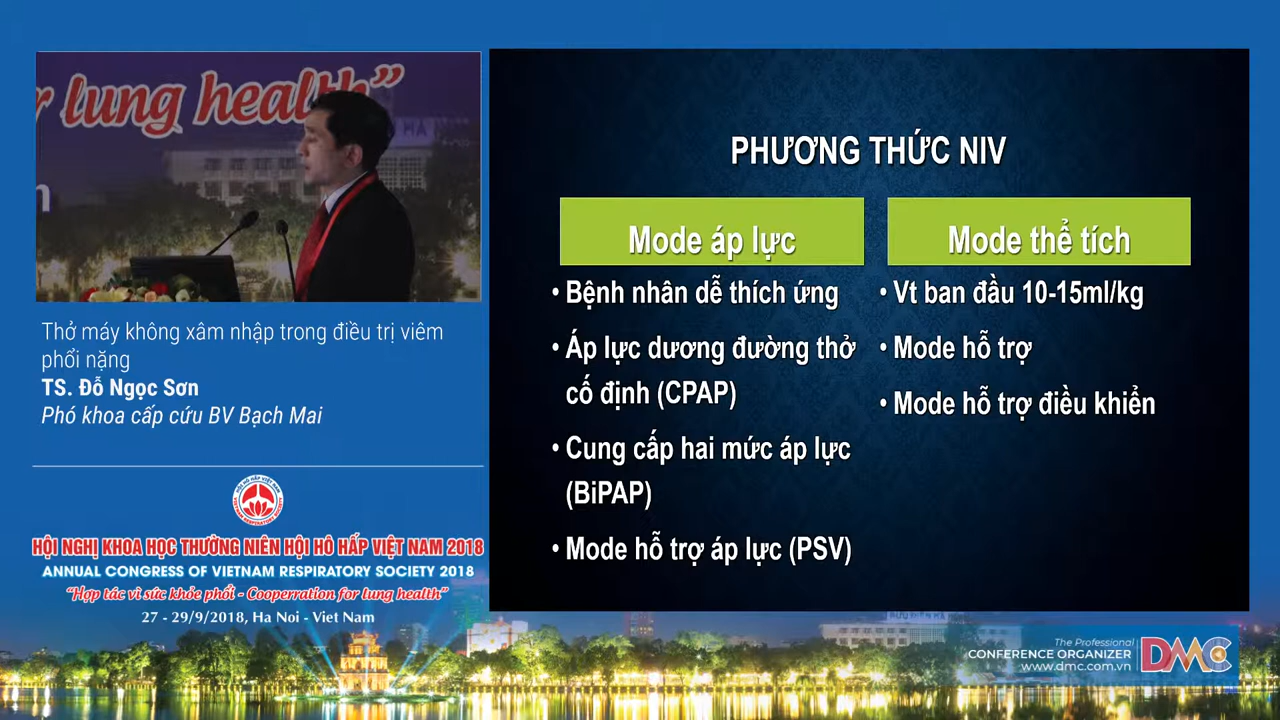 r lung health”
Thở máy không xâm nhập trong điều trị viêm
phổi nặng
TS. Đỗ Ngọc Sơn
Phó khoa cấp cứu BV Bạch Mai
HỘI NGHỊ KHOA HỌC THƯỜNG NIÊN HỘI HÔ HẤP VIỆT NAM 2018
ANNUAL CONGRESS OF VIETNAM RESPIRATORY SOCIETY 2018
“Hợp tác vì sức khỏe phổi - Cooperration for lung health”
27 - 29/9/2018, Ha Noi - Viet Nam
PHƯƠNG THỨC NIV
Mode áp lực
• Bệnh nhân dễ thích ứng
• Áp lực dương đường thở
cố định (CPAP)
• Cung cấp hai mức áp lực
(BiPAP)
• Mode hỗ trợ áp lực (PSV)
Mode thể tích
• Vt ban đầu 10-15ml/kg
• Mode hỗ trợ
• Mode hỗ trợ điều khiển
The Professional
CONFERENCE ORGANIZER
www.dmc.com.vn
DMC